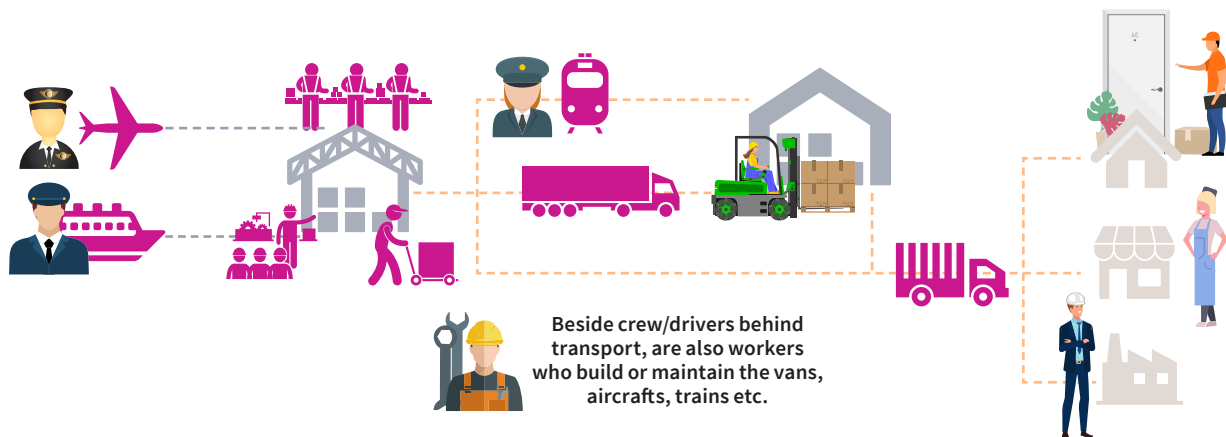 Beside crew/drivers behind
transport, are also workers
who build or maintain the vans,
aircrafts, trains etc.